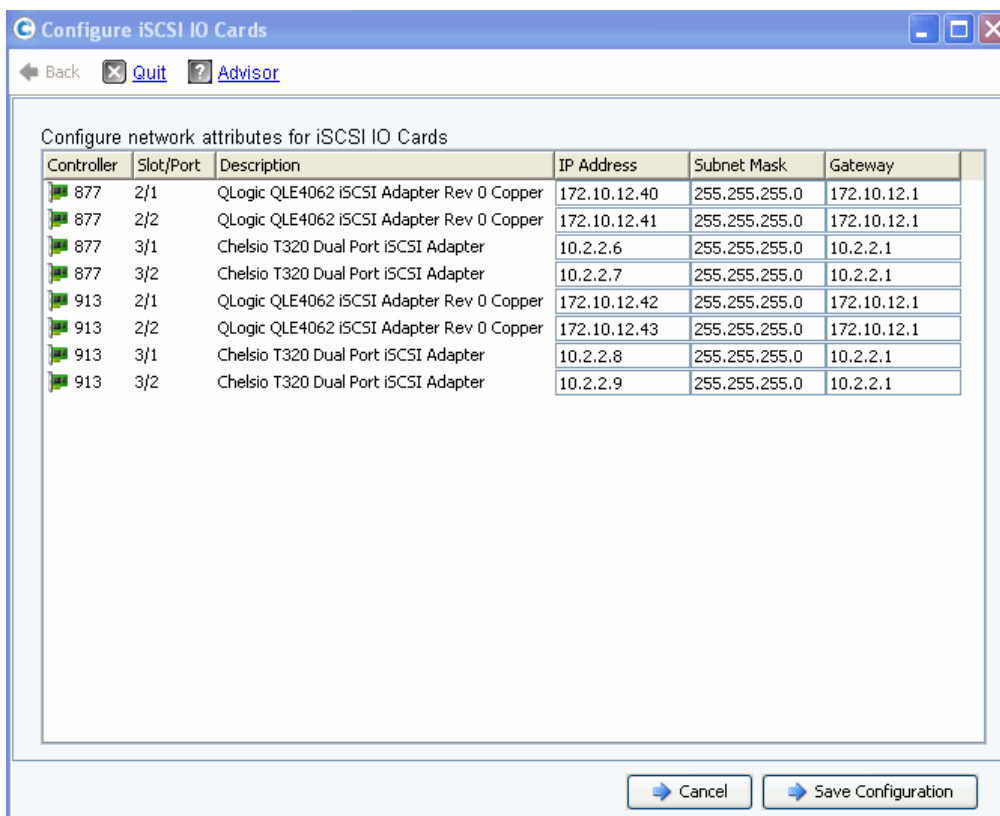 Configure iSCSI IO Cards
Back Quit Advisor
Configure network attributes for iSCSI IO Cards
Controller Slot/Port Description IP Address Subnet Mask Gateway
877 2/1 QLogic QLE4062 iSCSI Adapter Rev 0 Copper 172.10.12.40 255.255.255.0 172.10.12.1
877 2/2 QLogic QLE4062 iSCSI Adapter Rev 0 Copper 172.10.12.41 255.255.255.0 172.10.12.1
877 3/1 Chelsio T320 Dual Port iSCSI Adapter 10.2.2.6 255.255.255.0 10.2.2.1
877 3/2 Chelsio T320 Dual Port iSCSI Adapter 10.2.2.7 255.255.255.0 10.2.2.1
913 2/1 QLogic QLE4062 iSCSI Adapter Rev 0 Copper 172.10.12.42 255.255.255.0 172.10.12.1
913 2/2 QLogic QLE4062 iSCSI Adapter Rev 0 Copper 172.10.12.43 255.255.255.0 172.10.12.1
913 3/1 Chelsio T320 Dual Port iSCSI Adapter 10.2.2.8 255.255.255.0 10.2.2.1
913 3/2 Chelsio T320 Dual Port iSCSI Adapter 10.2.2.9 255.255.255.0 10.2.2.1
Cancel Save Configuration